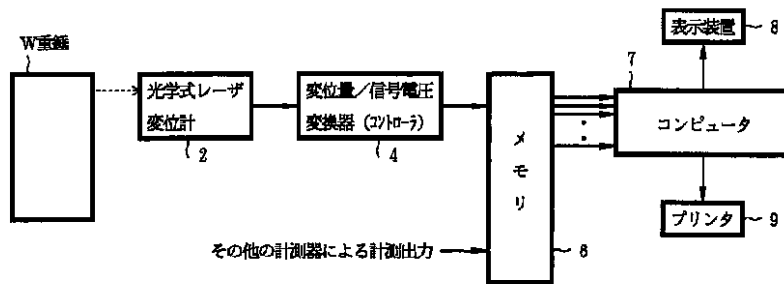 W重錘
光学式レーザ
変位計
2
変位量／信号電圧
変換器（コントローラ）
4
メモリ
6
その他の計測器による計測出力
7
コンピュータ
表示装置
8
プリンタ
9